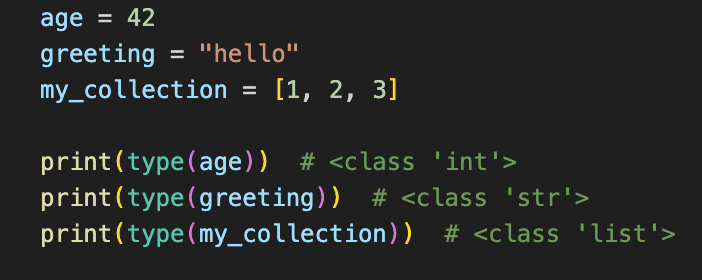 age = 42
greeting = "hello"
my_collection = [1, 2, 3]
print(type(age))  # <class 'int'>
print(type(greeting))  # <class 'str'>
print(type(my_collection))  # <class 'list'>